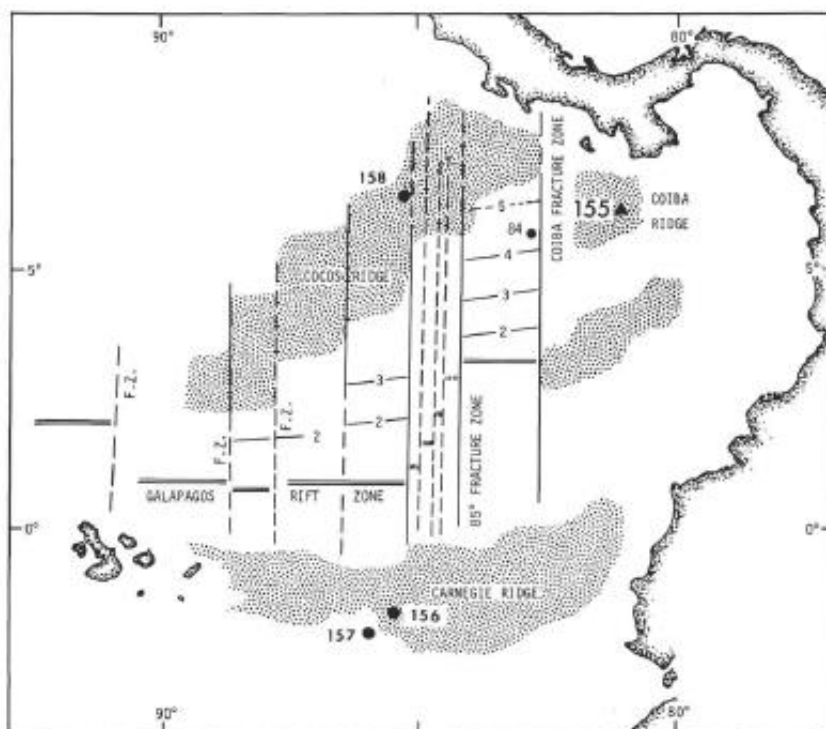 90°
80°
COIBA FRACTURE ZONE
158
5
155
COIBA
RIDGE
84
5°
COCOS RIDGE
4
5°
3
2
F.Z.
3
F.Z.
2
2
F.Z.
85° FRACTURE ZONE
GALAPAGOS
RIFT
ZONE
0°
0°
CARNEGIE RIDGE
156
157
90°
80°